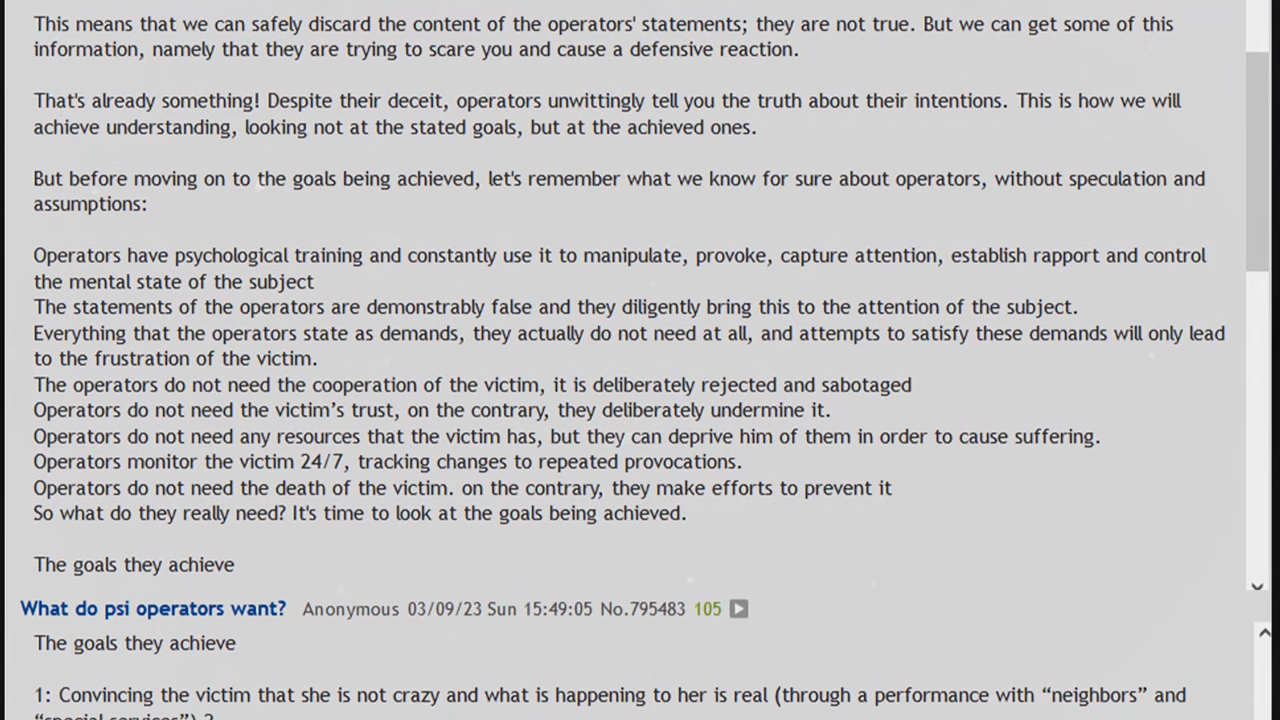 This means that we can safely discard the content of the operators' statements; they are not true. But we can get some of this
information, namely that they are trying to scare you and cause a defensive reaction.
That's already something! Despite their deceit, operators unwittingly tell you the truth about their intentions. This is how we will
achieve understanding, looking not at the stated goals, but at the achieved ones.
But before moving on to the goals being achieved, let's remember what we know for sure about operators, without speculation and
assumptions:
Operators have psychological training and constantly use it to manipulate, provoke, capture attention, establish rapport and control
the mental state of the subject
The statements of the operators are demonstrably false and they diligently bring this to the attention of the subject.
Everything that the operators state as demands, they actually do not need at all, and attempts to satisfy these demands will only lead
to the frustration of the victim.
The operators do not need the cooperation of the victim, it is deliberately rejected and sabotaged
Operators do not need the victim’s trust, on the contrary, they deliberately undermine it.
Operators do not need any resources that the victim has, but they can deprive him of them in order to cause suffering.
Operators monitor the victim 24/7, tracking changes to repeated provocations.
Operators do not need the death of the victim. on the contrary, they make efforts to prevent it
So what do they really need? It's time to look at the goals being achieved.
The goals they achieve
What do psi operators want? Anonymous 03/09/23 Sun 15:49:05 No.795483 105
The goals they achieve
1: Convincing the victim that she is not crazy and what is happening to her is real (through a performance with “neighbors” and
“special services”)